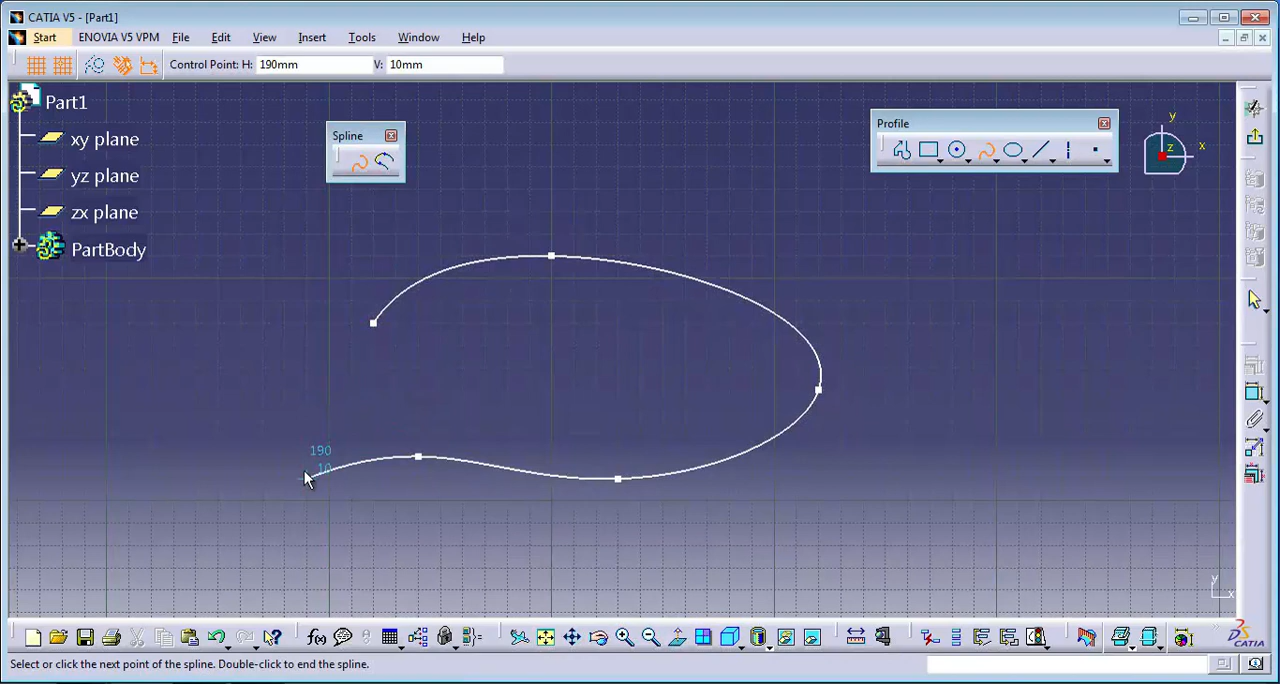 CATIA V5 - [Part1]
Start ENOVIA V5 VPM File Edit View Insert Tools Window Help
Control Point: H: 190mm V: 10mm
Part1
xy plane
yz plane
zx plane
PartBody
Spline
Profile
y
x
z
190
10
y
x
f(x)
CATIA
Select or click the next point of the spline. Double-click to end the spline.